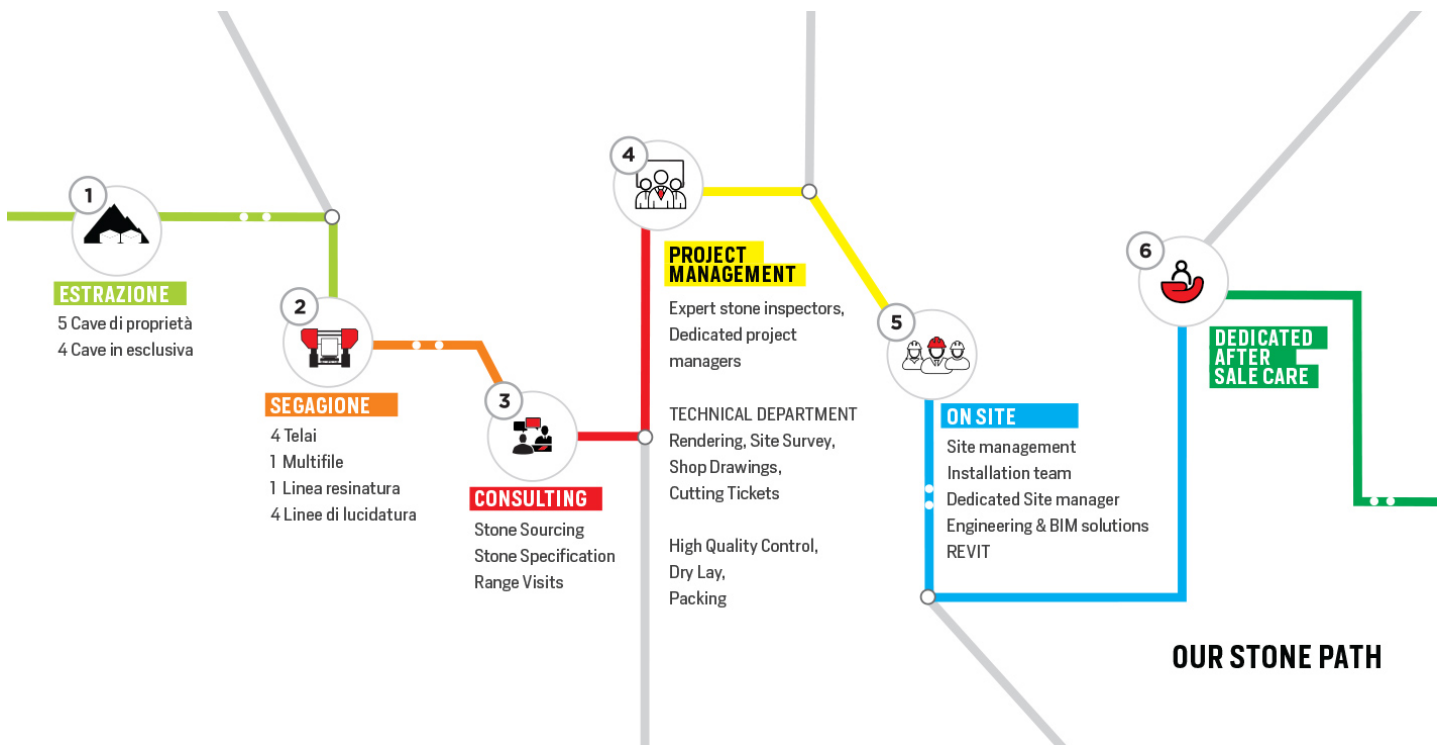 1
ESTRAZIONE
5 Cave di proprietà
4 Cave in esclusiva
2
SEGAGIONE
4 Telai
1 Multifile
1 Linea resinatura
4 Linee di lucidatura
3
CONSULTING
Stone Sourcing
Stone Specification
Range Visits
4
PROJECT
MANAGEMENT
Expert stone inspectors,
Dedicated project
managers
TECHNICAL DEPARTMENT
Rendering, Site Survey,
Shop Drawings,
Cutting Tickets
High Quality Control,
Dry Lay,
Packing
5
ON SITE
Site management
Installation team
Dedicated Site manager
Engineering & BIM solutions
REVIT
6
DEDICATED
AFTER
SALE CARE
OUR STONE PATH